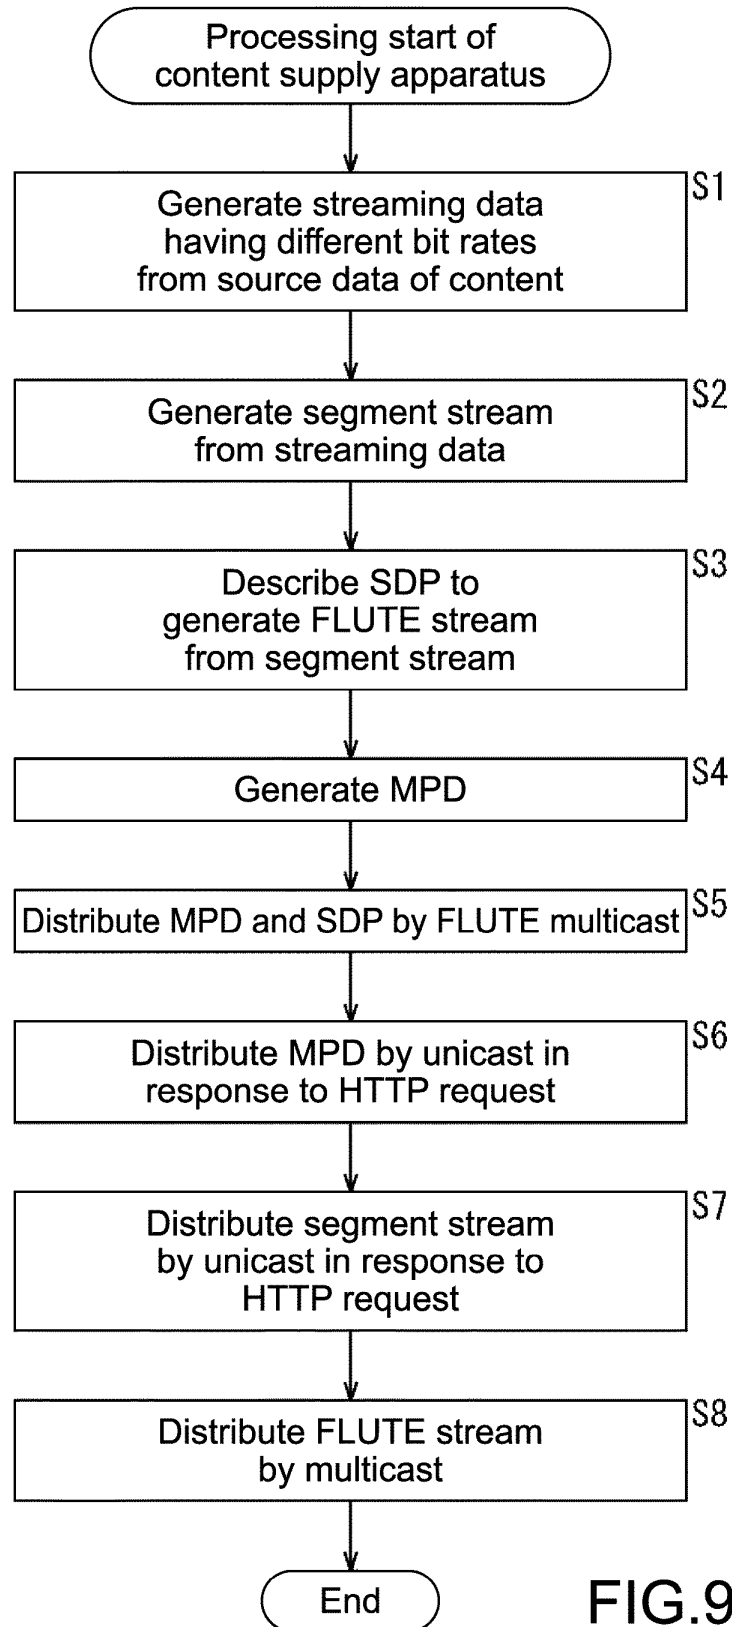 Processing start of
content supply apparatus
S1
Generate streaming data
having different bit rates
from source data of content
S2
Generate segment stream
from streaming data
S3
Describe SDP to
generate FLUTE stream
from segment stream
S4
Generate MPD
S5
Distribute MPD and SDP by FLUTE multicast
S6
Distribute MPD by unicast in
response to HTTP request
S7
Distribute segment stream
by unicast in response to
HTTP request
S8
Distribute FLUTE stream
by multicast
End
FIG.9